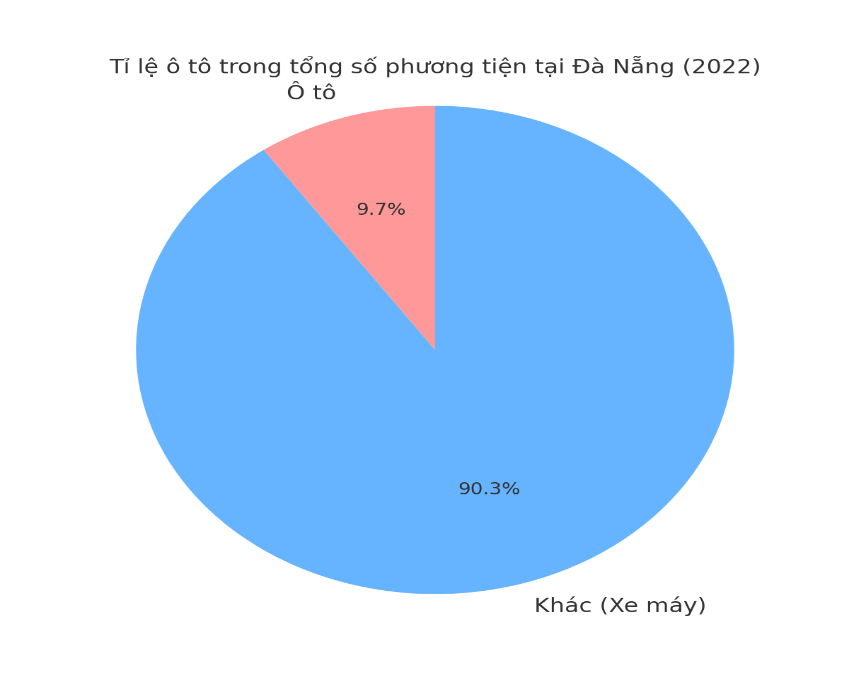 Tỉ lệ ô tô trong tổng số phương tiện tại Đà Nẵng (2022)
Ô tô
9.7%
90.3%
Khác (Xe máy)